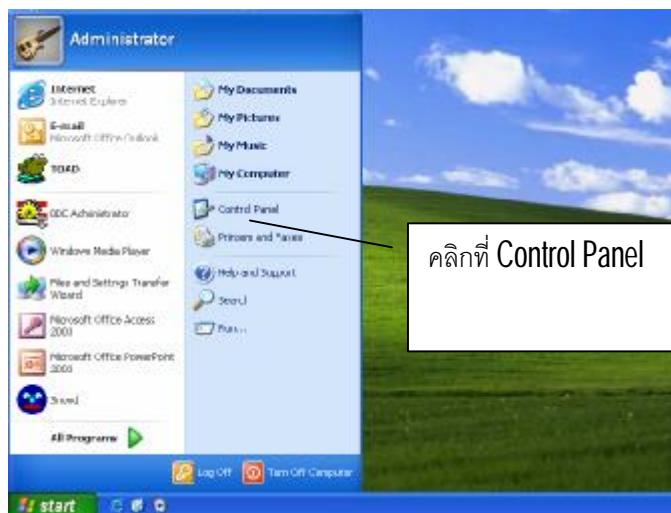 Administrator
Internet
Internet Explorer
E-mail
Microsoft Office Outlook
TOAD
Windows Media Player
Files and Settings Transfer
Wizard
Microsoft Office Access
2003
Microsoft Office PowerPoint
2003
All Programs
My Documents
My Pictures
My Music
My Computer
Control Panel
Printers and Faxes
Help and Support
Search
Run...
Log Off
Turn Off Computer
start
คลิกที่ Control Panel